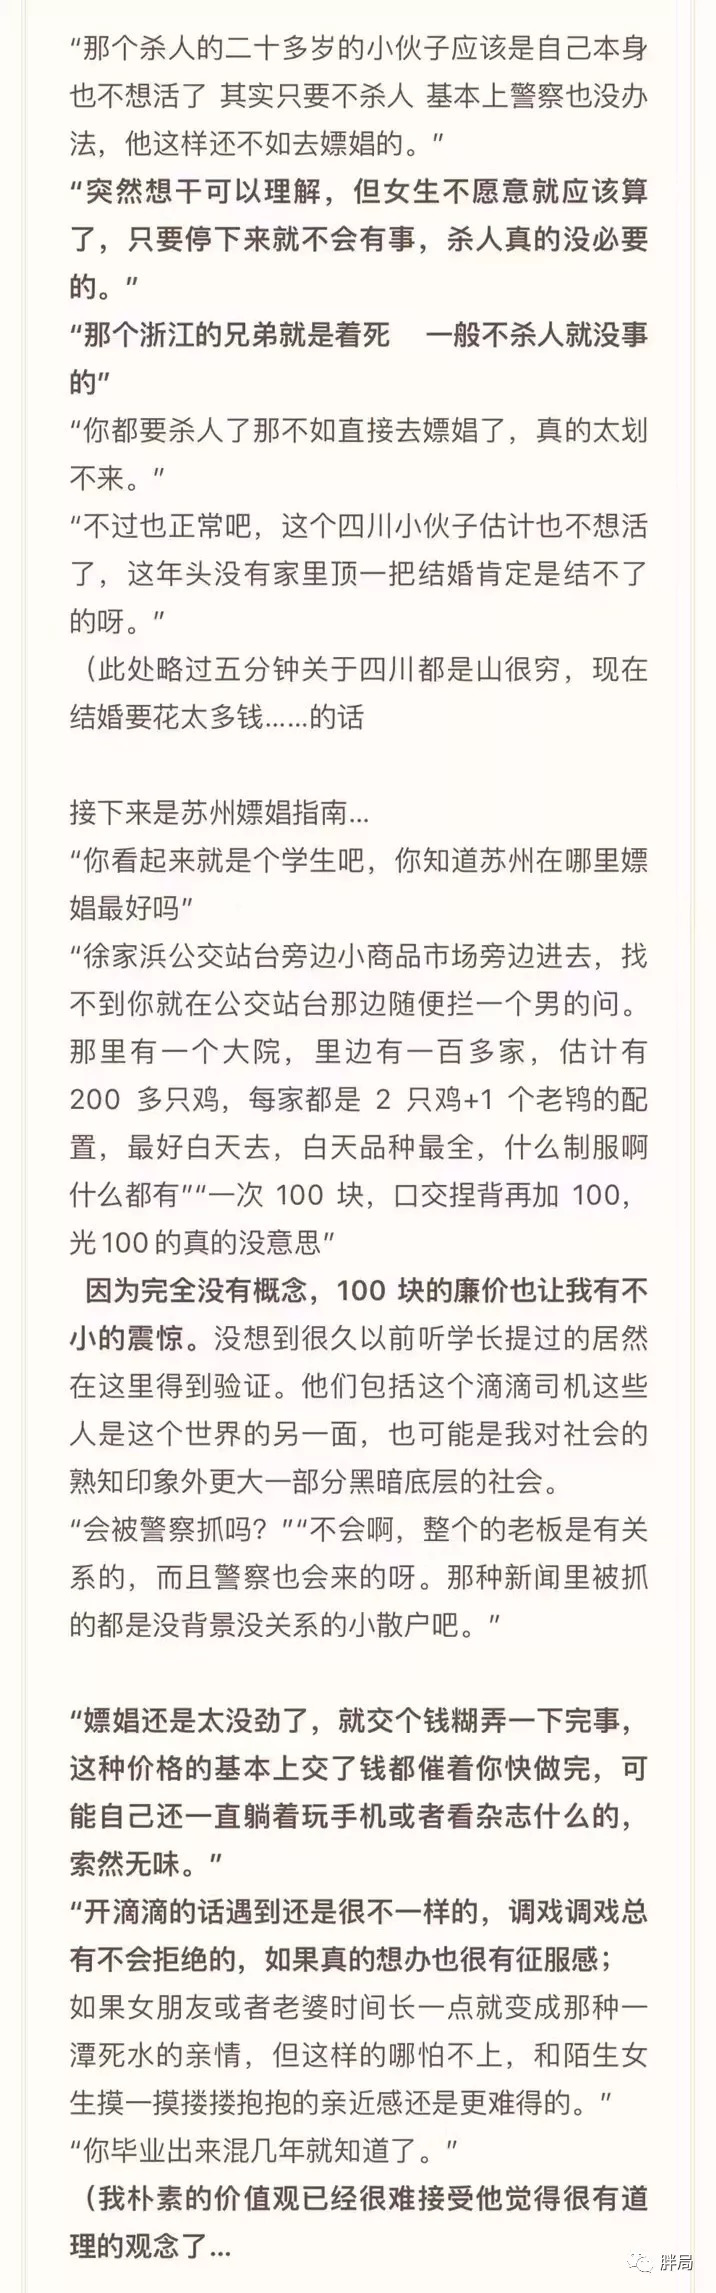 “那个杀人的二十多岁的小伙子应该是自己本身
也不想活了 其实只要不杀人 基本上警察也没办
法，他这样还不如去嫖娼的。”
“突然想干可以理解，但女生不愿意就应该算
了，只要停下来就不会有事，杀人真的没必要
的。”
“那个浙江的兄弟就是着死　一般不杀人就没事
的”
“你都要杀人了那不如直接去嫖娼了，真的太划
不来。”
“不过也正常吧，这个四川小伙子估计也不想活
了，这年头没有家里顶一把结婚肯定是结不了
的呀。”
（此处略过五分钟关于四川都是山很穷，现在
结婚要花太多钱……的话
接下来是苏州嫖娼指南...
“你看起来就是个学生吧，你知道苏州在哪里嫖
娼最好吗”
“徐家浜公交站台旁边小商品市场旁边进去，找
不到你就在公交站台那边随便拦一个男的问。
那里有一个大院，里边有一百多家，估计有
200 多只鸡，每家都是 2 只鸡+1 个老鸨的配
置，最好白天去，白天品种最全，什么制服啊
什么都有”“一次 100 块，口交捏背再加 100，
光100的真的没意思”
因为完全没有概念，100 块的廉价也让我有不
小的震惊。没想到很久以前听学长提过的居然
在这里得到验证。他们包括这个滴滴司机这些
人是这个世界的另一面，也可能是我对社会的
熟知印象外更大一部分黑暗底层的社会。
“会被警察抓吗？”“不会啊，整个的老板是有关
系的，而且警察也会来的呀。那种新闻里被抓
的都是没背景没关系的小散户吧。”
“嫖娼还是太没劲了，就交个钱糊弄一下完事，
这种价格的基本上交了钱都催着你快做完，可
能自己还一直躺着玩手机或者看杂志什么的，
索然无味。”
“开滴滴的话遇到还是很不一样的，调戏调戏总
有不会拒绝的，如果真的想办也很有征服感；
如果女朋友或者老婆时间长一点就变成那种一
潭死水的亲情，但这样的哪怕不上，和陌生女
生摸一摸搂搂抱抱的亲近感还是更难得的。”
“你毕业出来混几年就知道了。”
（我朴素的价值观已经很难接受他觉得很有道
理的观念了...
胖局